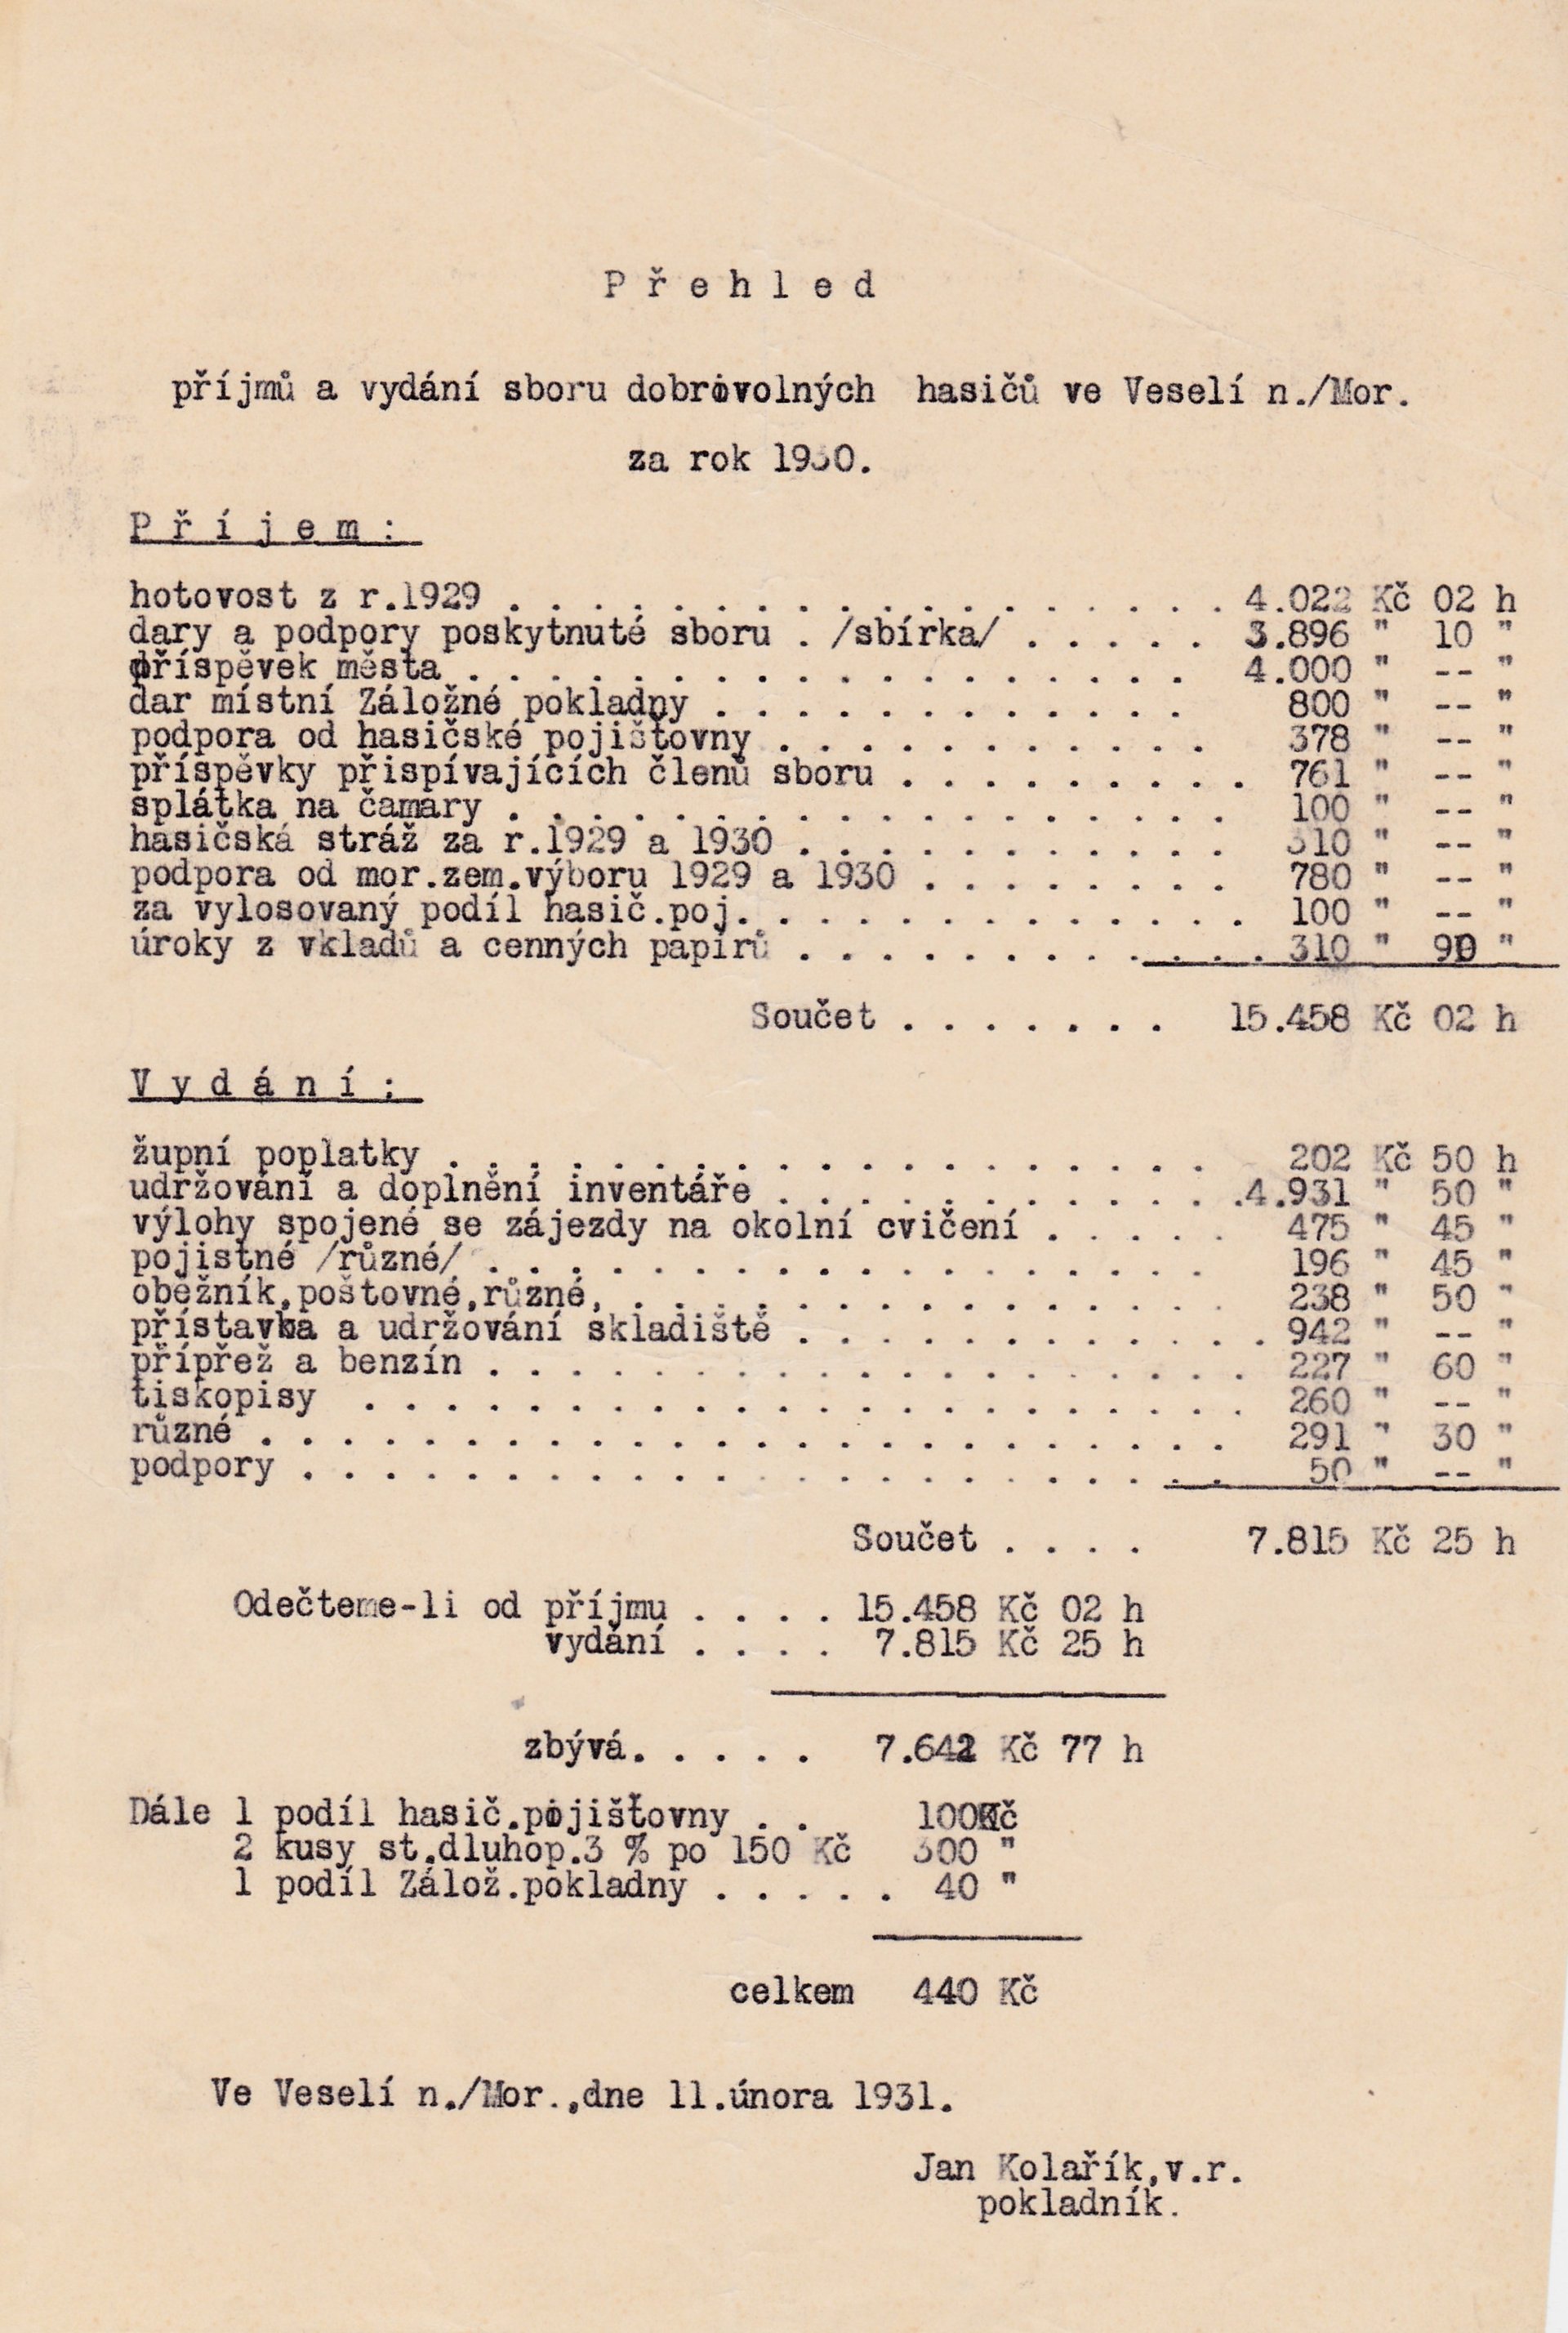 P ř e h l e d
příjmů a vydání sboru dobrovolných hasičů ve Veselí n./Mor.
za rok 1930.
P ř í j e m :
hotovost z r.1929 . . . . . . . . . . . . . . . . . . 4.022 Kč 02 h
dary a podpory poskytnuté sboru . /sbírka/ . . . . . 3.896 " 10 "
příspěvek města . . . . . . . . . . . . . . . . . . 4.000 " -- "
dar místní Záložné pokladny . . . . . . . . . . . . 800 " -- "
podpora od hasičské pojišťovny . . . . . . . . . . . 378 " -- "
příspěvky přispívajících členů sboru . . . . . . . . . 761 " -- "
splátka na čamary . . . . . . . . . . . . . . . . . . 100 " -- "
hasičská stráž za r.1929 a 1930 . . . . . . . . . . . 310 " -- "
podpora od mor.zem.výboru 1929 a 1930 . . . . . . . . 780 " -- "
za vylosovaný podíl hasič.poj. . . . . . . . . . . . . 100 " -- "
úroky z vkladů a cenných papírů . . . . . . . . . . . . 310 " 90 "
Součet . . . . . . . 15.458 Kč 02 h
V y d á n í :
župní poplatky . . . . . . . . . . . . . . . . . . . 202 Kč 50 h
udržování a doplnění inventáře . . . . . . . . . . . .4.931 " 50 "
výlohy spojené se zájezdy na okolní cvičení . . . . . 475 " 45 "
pojistné /různé/ . . . . . . . . . . . . . . . . . . 196 " 45 "
oběžník,poštovné,různé, . . . . . . . . . . . . . . . 238 " 50 "
přístavba a udržování skladiště . . . . . . . . . . . . 942 " -- "
přípřež a benzín . . . . . . . . . . . . . . . . . . . 227 " 60 "
tiskopisy . . . . . . . . . . . . . . . . . . . . . . 260 " -- "
různé . . . . . . . . . . . . . . . . . . . . . . . . 291 " 30 "
podpory . . . . . . . . . . . . . . . . . . . . . . . 50 " -- "
Součet . . . . 7.815 Kč 25 h
Odečteme-li od příjmu . . . . 15.458 Kč 02 h
vydání . . . . 7.815 Kč 25 h
zbývá. . . . . 7.642 Kč 77 h
Dále 1 podíl hasič.pojišťovny . . 100Kč
2 kusy st.dluhop.3 % po 150 Kč 300 "
1 podíl Zálož.pokladny . . . . . 40 "
celkem 440 Kč
Ve Veselí n./Mor.,dne 11.února 1931.
Jan Kolařík,v.r.
pokladník.